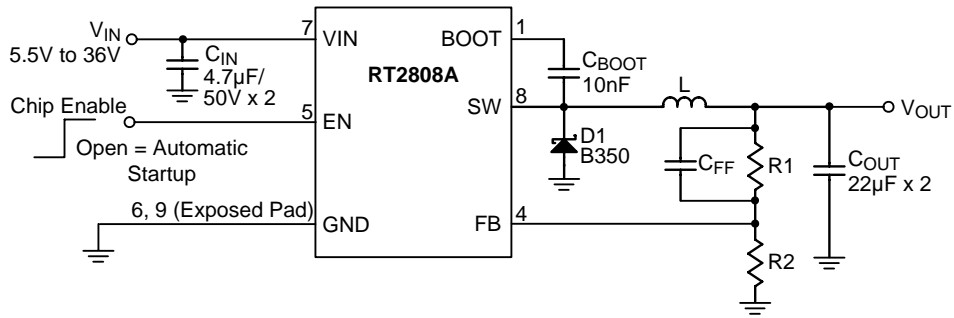 VIN
5.5V to 36V
CIN
4.7µF/
50V x 2
Chip Enable
Open = Automatic
Startup
6, 9 (Exposed Pad)
7
VIN
5
EN
GND
RT2808A
BOOT
1
SW
8
FB
4
CBOOT
10nF
L
D1
B350
CFF
R1
R2
VOUT
COUT
22µF x 2